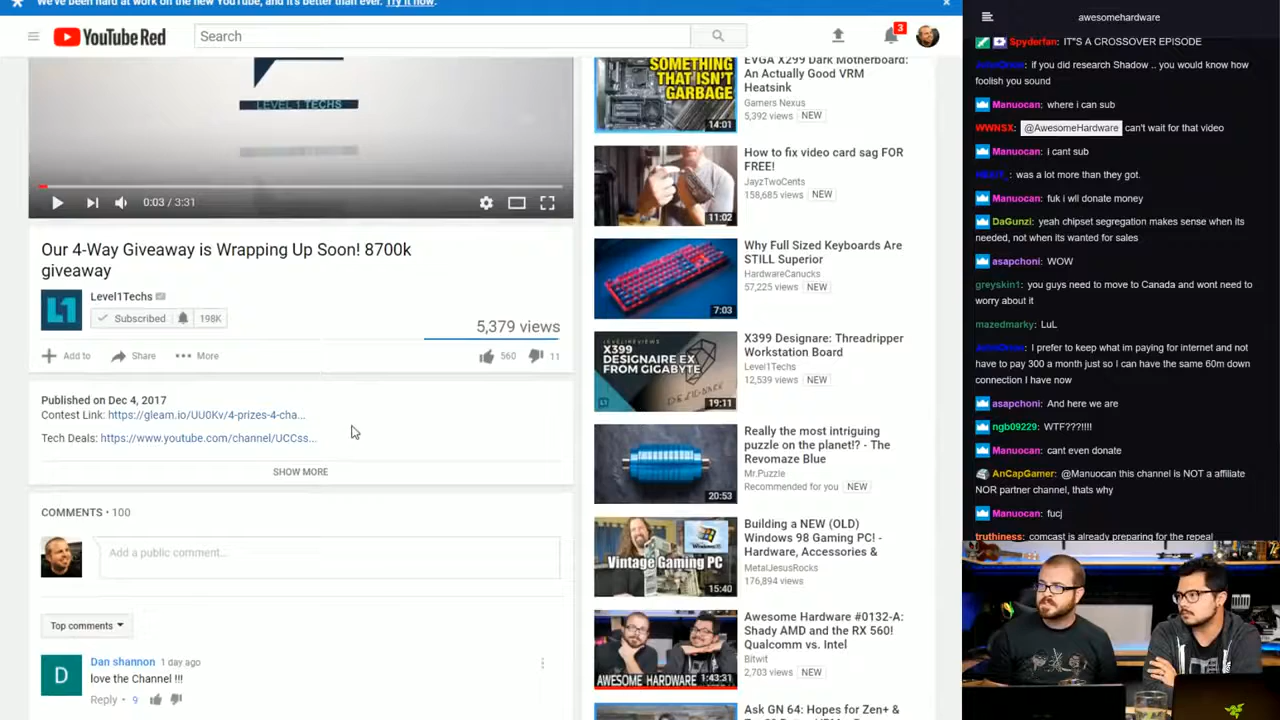 We've been hard at work on the new YouTube, and it's better than ever. Try it now.
YouTube Red
Search
3
LEVEL 1 TECHS
0:03 / 3:31
Our 4-Way Giveaway is Wrapping Up Soon! 8700k
giveaway
Level1Techs
Subscribed 198K
5,379 views
Add to Share More 560 11
Published on Dec 4, 2017
Contest Link: https://gleam.io/UU0Kv/4-prizes-4-cha...
Tech Deals: https://www.youtube.com/channel/UCCss...
SHOW MORE
COMMENTS • 100
Add a public comment...
Top comments
D
Dan shannon 1 day ago
love the Channel !!!
Reply 9
SOMETHING
THAT ISN'T
GARBAGE
14:01
EVGA X299 Dark Motherboard:
An Actually Good VRM
Heatsink
Gamers Nexus
5,392 views NEW
11:02
How to fix video card sag FOR
FREE!
JayzTwoCents
158,685 views NEW
7:03
Why Full Sized Keyboards Are
STILL Superior
HardwareCanucks
57,225 views NEW
X399
DESIGNAIRE EX
FROM GIGABYTE
19:11
X399 Designare: Threadripper
Workstation Board
Level1Techs
12,539 views NEW
20:53
Really the most intriguing
puzzle on the planet!? - The
Revomaze Blue
Mr.Puzzle
Recommended for you NEW
Windows XP
Vintage Gaming PC
15:40
Building a NEW (OLD)
Windows 98 Gaming PC! -
Hardware, Accessories &
MetalJesusRocks
176,894 views
AWESOME HARDWARE
1:43:31
Awesome Hardware #0132-A:
Shady AMD and the RX 560!
Qualcomm vs. Intel
Bitwit
2,703 views NEW
Ask GN 64: Hopes for Zen+ &
awesomehardware
Spyderfan: IT"S A CROSSOVER EPISODE
if you did research Shadow .. you would know how
foolish you sound
Manuocan: where i can sub
WWNSX: @AwesomeHardware can't wait for that video
Manuocan: i cant sub
was a lot more than they got.
Manuocan: fuk i wll donate money
DaGunzi: yeah chipset segregation makes sense when its
needed, not when its wanted for sales
asapchoni: WOW
greyskin1: you guys need to move to Canada and wont need to
worry about it
mazedmarky: LuL
I prefer to keep what im paying for internet and not
have to pay 300 a month just so I can have the same 60m down
connection I have now
asapchoni: And here we are
ngb09229: WTF???!!!!
Manuocan: cant even donate
AnCapGamer: @Manuocan this channel is NOT a affiliate
NOR partner channel, thats why
Manuocan: fucj
truthiness: comcast is already preparing for the repeal